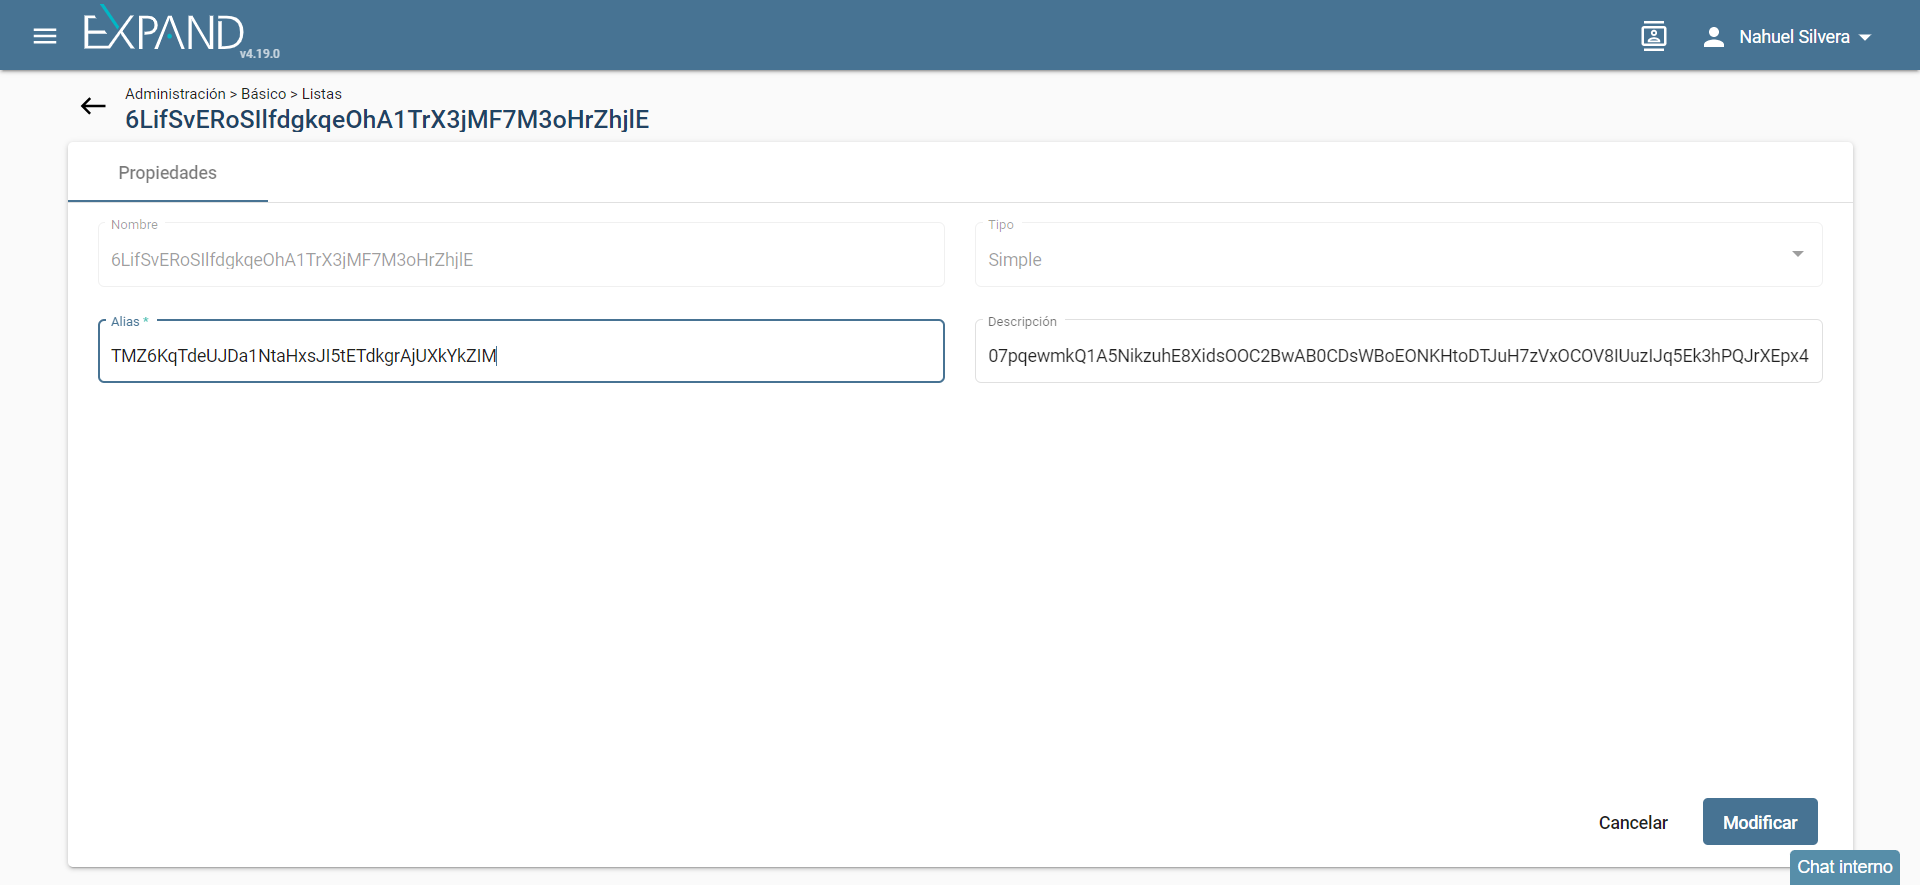 EXPAND
v4.19.0
Nahuel Silvera
Administración > Básico > Listas
6LifSvERoSIlfdgkqeOhA1TrX3jMF7M3oHrZhjlE
Propiedades
Nombre
6LifSvERoSIlfdgkqeOhA1TrX3jMF7M3oHrZhjlE
Tipo
Simple
Alias *
TMZ6KqTdeUJDa1NtaHxsJI5tETdkgrAjUXkYkZIM
Descripción
07pqewmkQ1A5NikzuhE8XidsOOC2BwAB0CDsWBoEONKHtoDTJuH7zVxOCOV8IUuzIJq5Ek3hPQJrXEpx4
Cancelar
Modificar
Chat interno